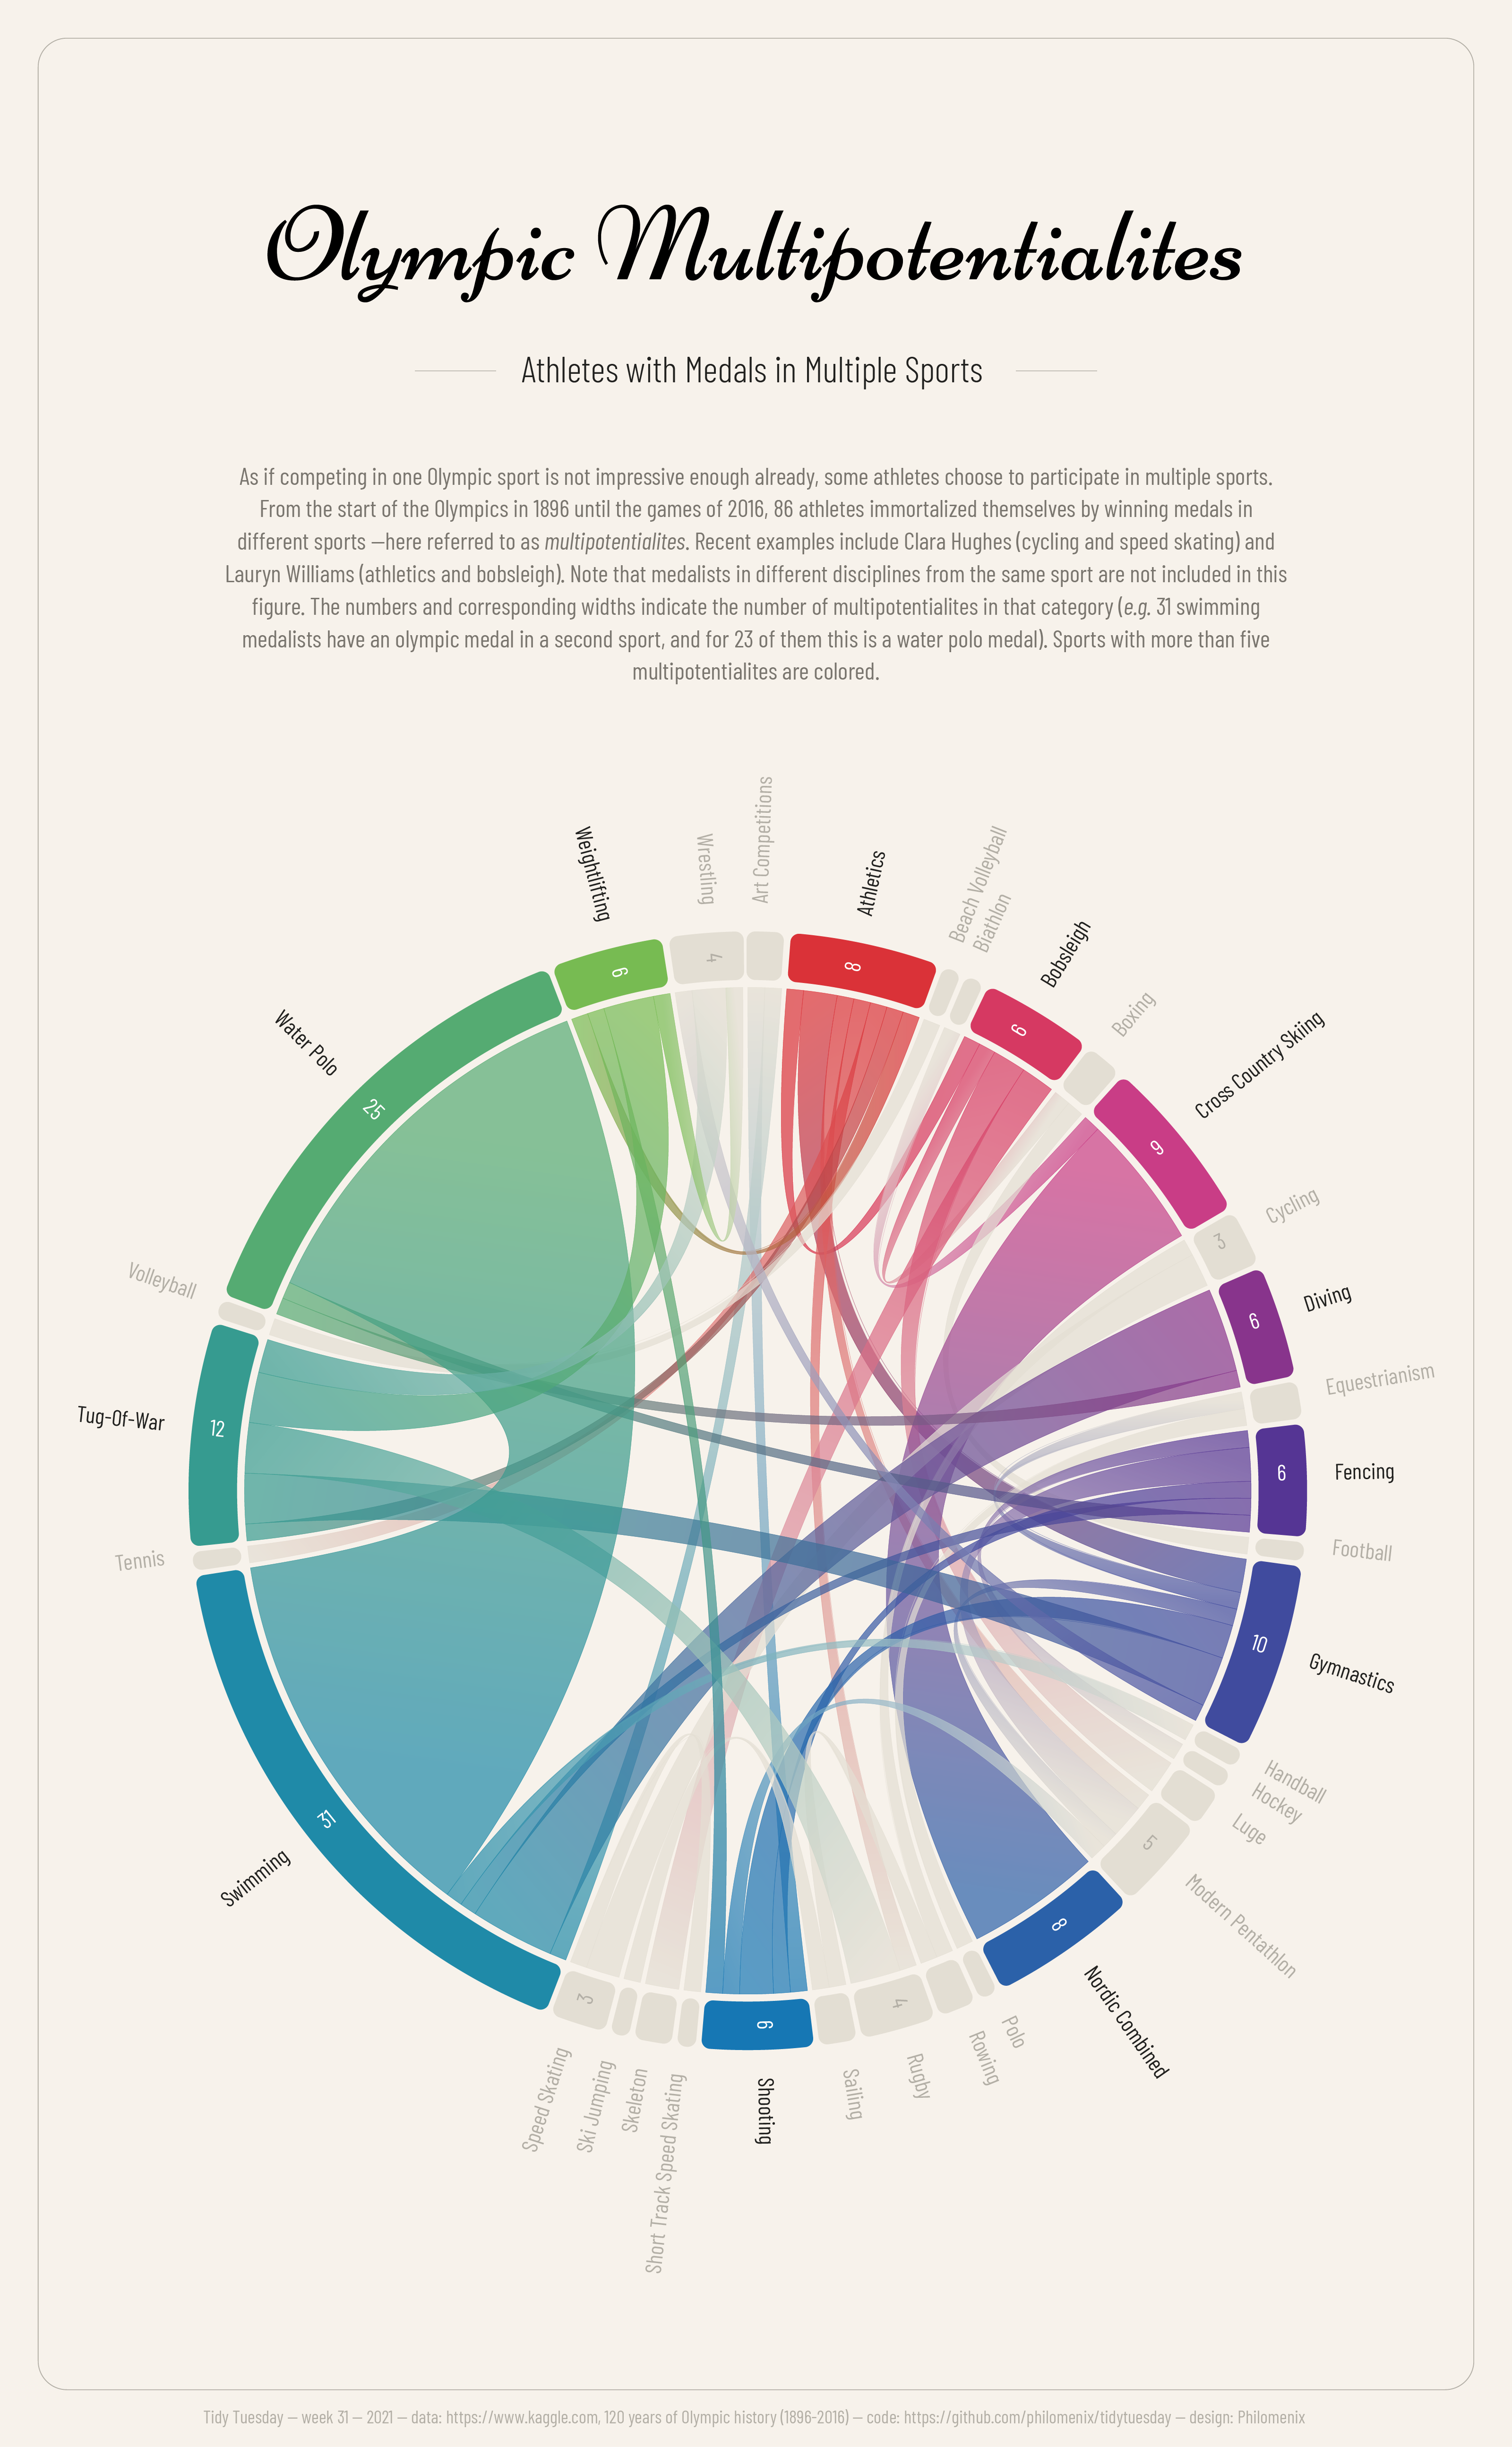 Olympic Multipotentialites
Athletes with Medals in Multiple Sports
As if competing in one Olympic sport is not impressive enough already, some athletes choose to participate in multiple sports.
From the start of the Olympics in 1896 until the games of 2016, 86 athletes immortalized themselves by winning medals in
different sports —here referred to as multipotentialites. Recent examples include Clara Hughes (cycling and speed skating) and
Lauryn Williams (athletics and bobsleigh). Note that medalists in different disciplines from the same sport are not included in this
figure. The numbers and corresponding widths indicate the number of multipotentialites in that category (e.g. 31 swimming
medalists have an olympic medal in a second sport, and for 23 of them this is a water polo medal). Sports with more than five
multipotentialites are colored.
Art Competitions
Athletics
8
Beach Volleyball
Biathlon
Bobsleigh
6
Boxing
Cross Country Skiing
9
Cycling
3
Diving
6
Equestrianism
Fencing
6
Football
Gymnastics
10
Handball
Hockey
Luge
Modern Pentathlon
5
Nordic Combined
8
Polo
Rowing
Rugby
4
Sailing
Shooting
6
Short Track Speed Skating
Skeleton
Ski Jumping
Speed Skating
3
Swimming
31
Tennis
Tug-Of-War
12
Volleyball
Water Polo
25
Weightlifting
6
Wrestling
4
Tidy Tuesday — week 31 — 2021 — data: https://www.kaggle.com, 120 years of Olympic history (1896-2016) — code: https://github.com/philomenix/tidytuesday — design: Philomenix